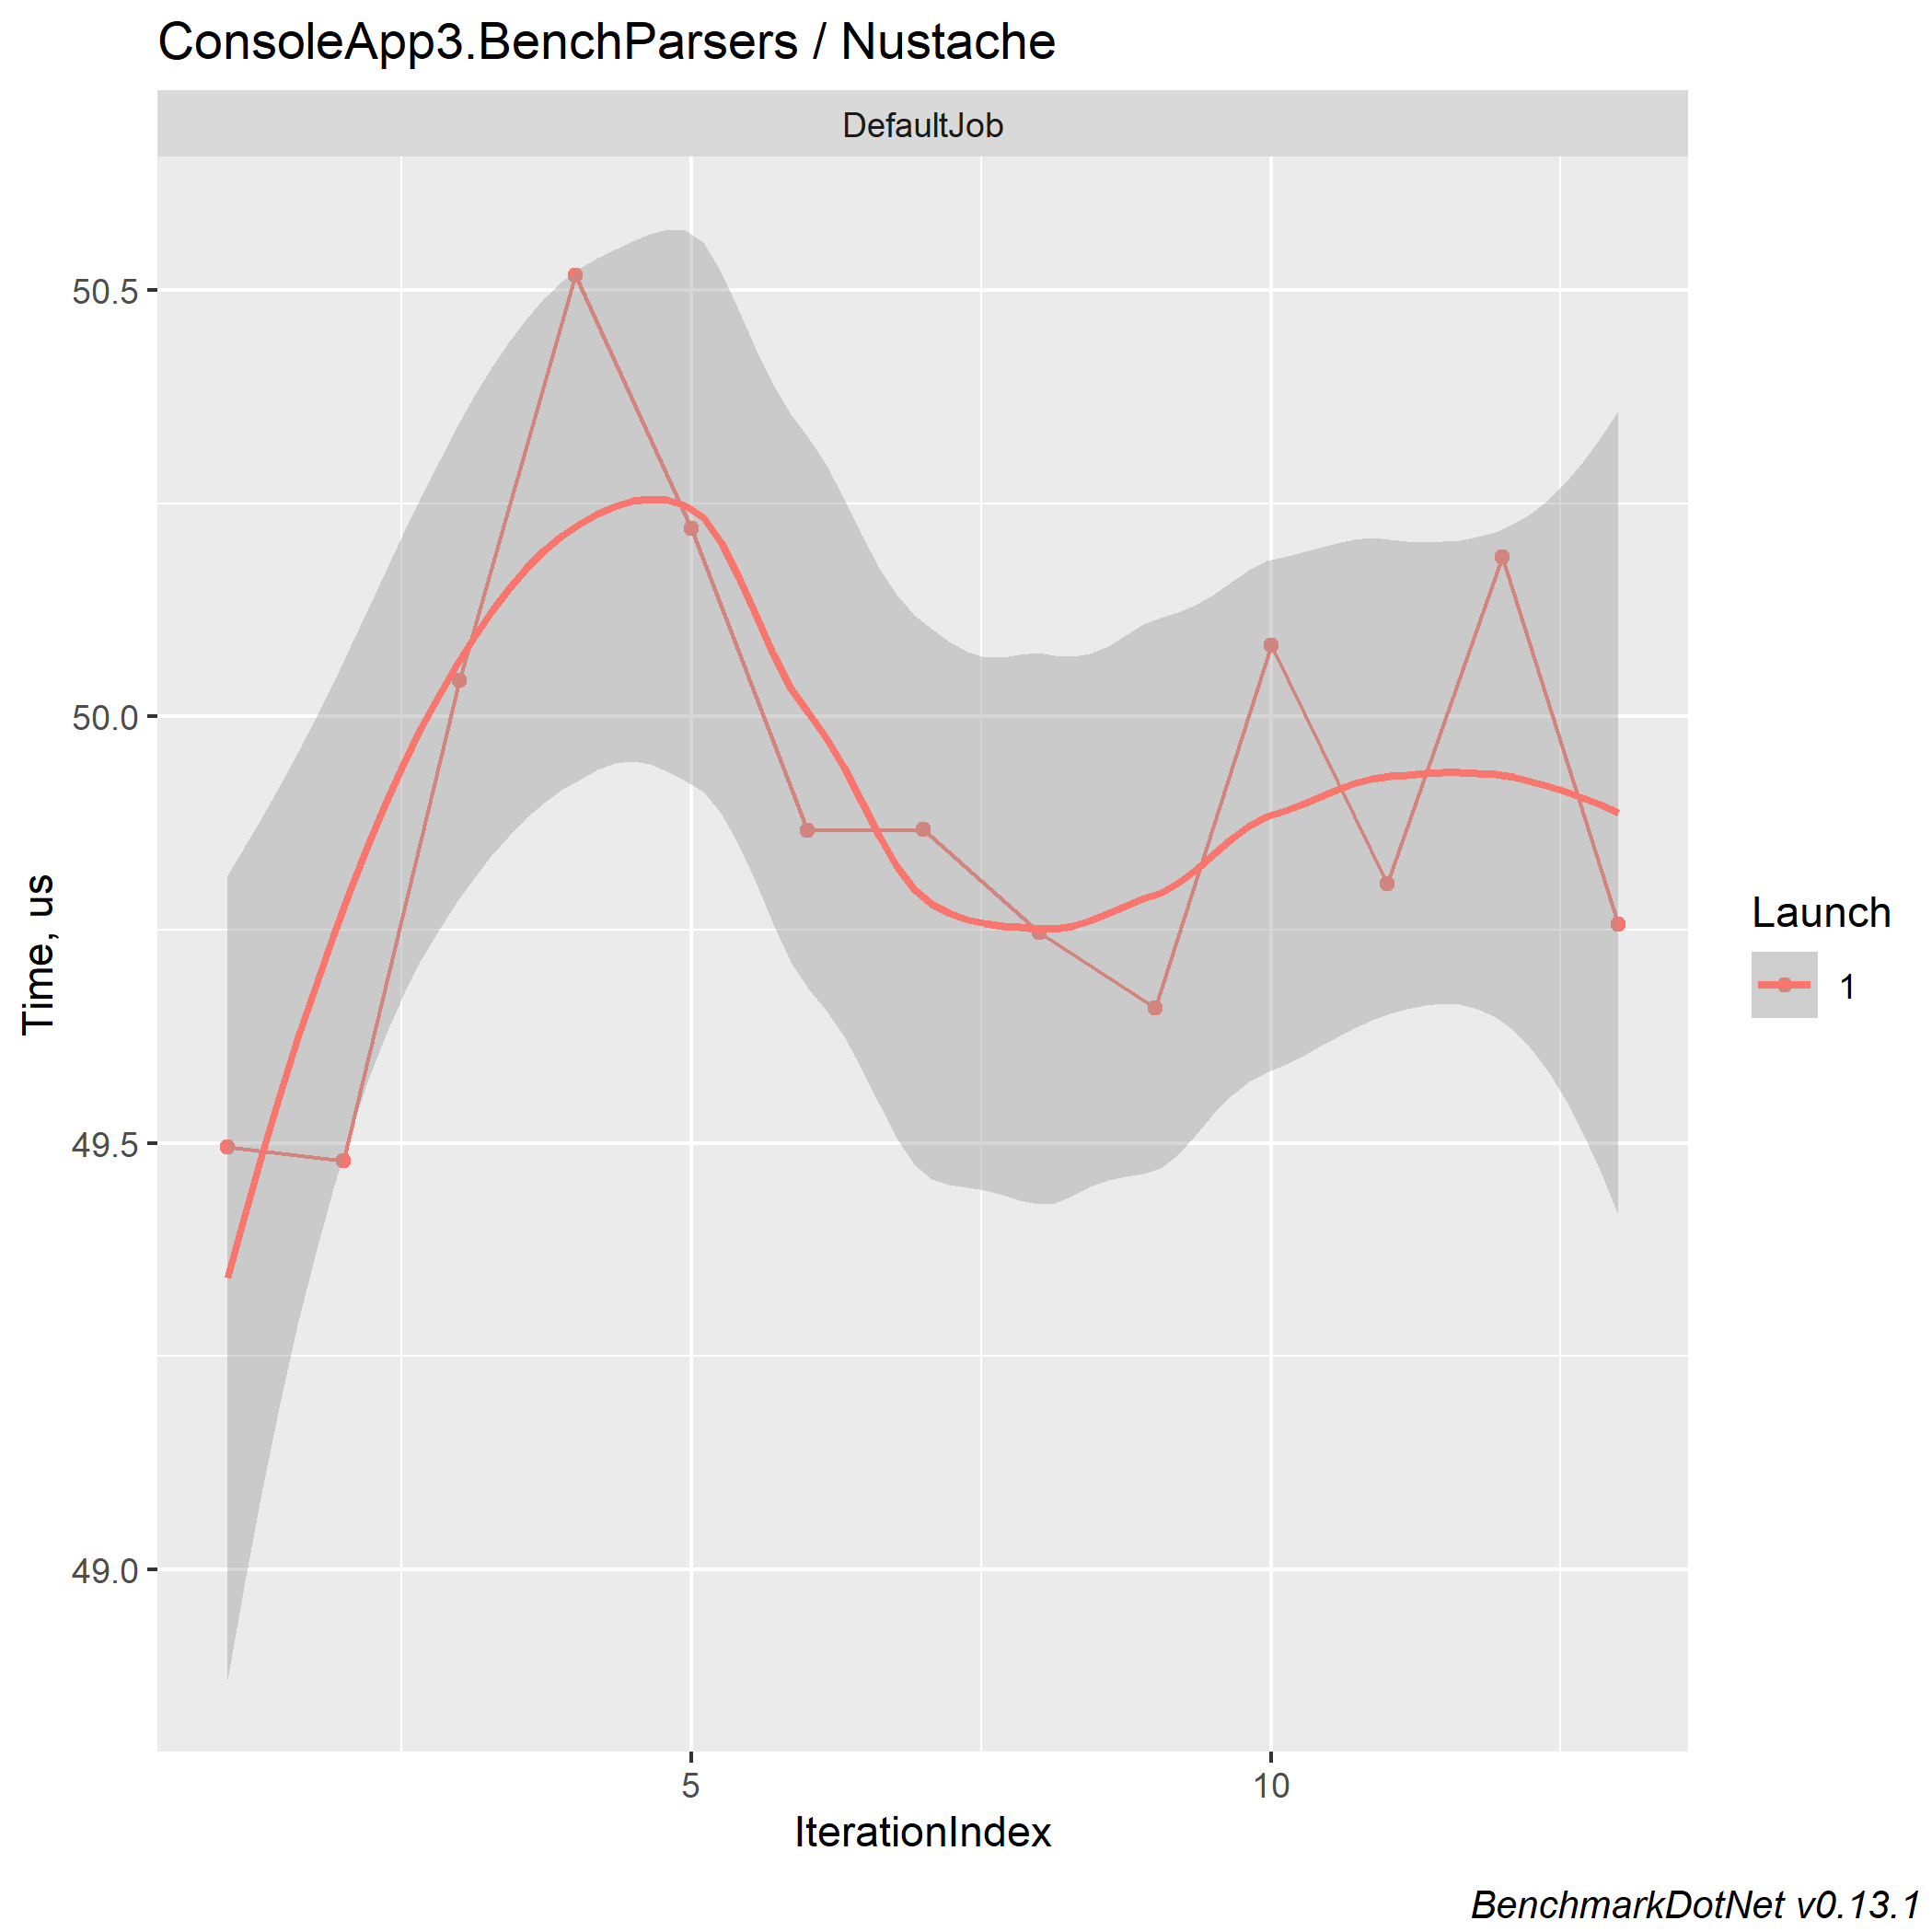 ConsoleApp3.BenchParsers / Nustache
DefaultJob
50.5
50.0
49.5
49.0
Time, us
5
10
IterationIndex
Launch
1
BenchmarkDotNet v0.13.1